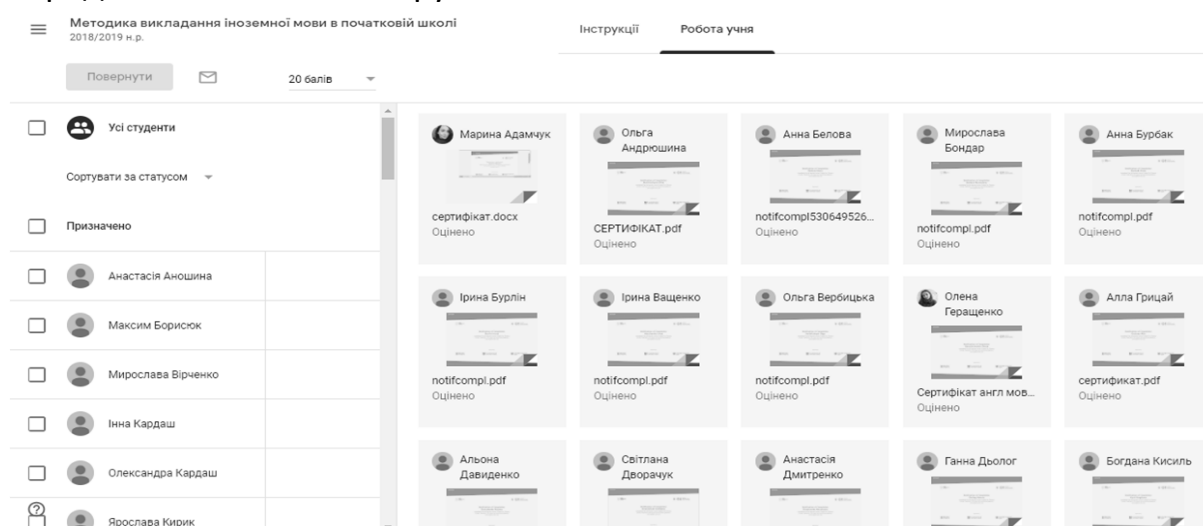 Методика викладання іноземної мови в початковій школі
2018/2019 н.р.
Інструкції
Робота учня
Повернути
20 балів
Усі студенти
Сортувати за статусом
Призначено
Анастасія Аношина
Максим Борисюк
Мирослава Вірченко
Інна Кардаш
Олександра Кардаш
Ярослава Кирик
Марина Адамчук
сертифікат.docx
Оцінено
Ольга
Андрюшина
СЕРТИФІКАТ.pdf
Оцінено
Анна Белова
notifcompl530649526...
Оцінено
Мирослава
Бондар
notifcompl.pdf
Оцінено
Анна Бурбак
notifcompl.pdf
Оцінено
Ірина Бурлін
notifcompl.pdf
Оцінено
Ірина Ващенко
notifcompl.pdf
Оцінено
Ольга Вербицька
notifcompl.pdf
Оцінено
Олена
Геращенко
Сертифікат англ мов...
Оцінено
Алла Грицай
сертификат.pdf
Оцінено
Альона
Давиденко
Світлана
Дворачук
Анастасія
Дмитренко
Ганна Дьолог
Богдана Кисиль